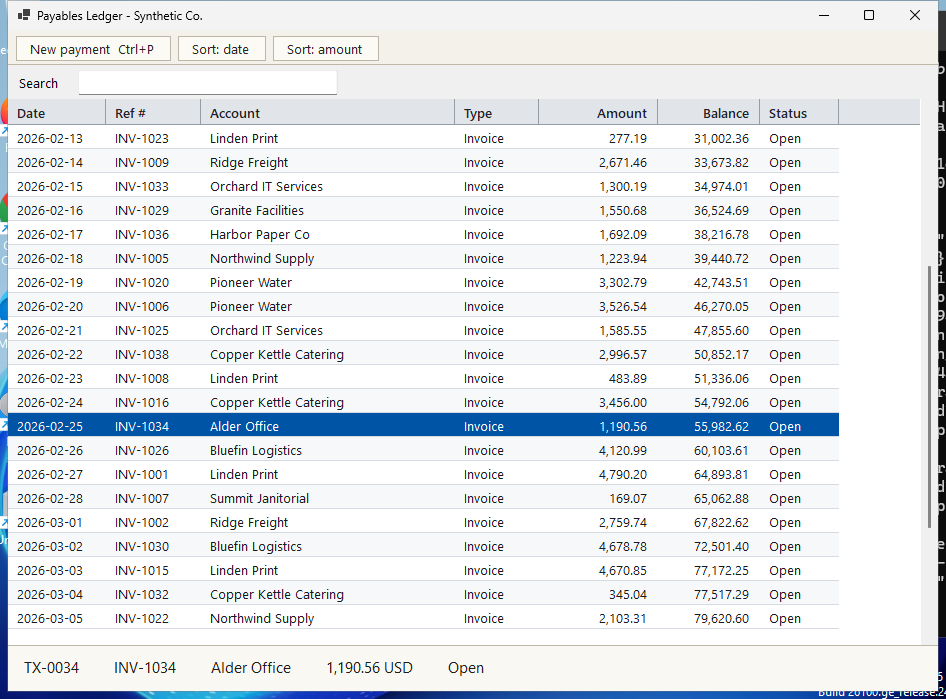 Payables Ledger - Synthetic Co.
New payment Ctrl+P Sort: date Sort: amount
Search
Date Ref # Account Type Amount Balance Status
2026-02-13 INV-1023 Linden Print Invoice 277.19 31,002.36 Open
2026-02-14 INV-1009 Ridge Freight Invoice 2,671.46 33,673.82 Open
2026-02-15 INV-1033 Orchard IT Services Invoice 1,300.19 34,974.01 Open
2026-02-16 INV-1029 Granite Facilities Invoice 1,550.68 36,524.69 Open
2026-02-17 INV-1036 Harbor Paper Co Invoice 1,692.09 38,216.78 Open
2026-02-18 INV-1005 Northwind Supply Invoice 1,223.94 39,440.72 Open
2026-02-19 INV-1020 Pioneer Water Invoice 3,302.79 42,743.51 Open
2026-02-20 INV-1006 Pioneer Water Invoice 3,526.54 46,270.05 Open
2026-02-21 INV-1025 Orchard IT Services Invoice 1,585.55 47,855.60 Open
2026-02-22 INV-1038 Copper Kettle Catering Invoice 2,996.57 50,852.17 Open
2026-02-23 INV-1008 Linden Print Invoice 483.89 51,336.06 Open
2026-02-24 INV-1016 Copper Kettle Catering Invoice 3,456.00 54,792.06 Open
2026-02-25 INV-1034 Alder Office Invoice 1,190.56 55,982.62 Open
2026-02-26 INV-1026 Bluefin Logistics Invoice 4,120.99 60,103.61 Open
2026-02-27 INV-1001 Linden Print Invoice 4,790.20 64,893.81 Open
2026-02-28 INV-1007 Summit Janitorial Invoice 169.07 65,062.88 Open
2026-03-01 INV-1002 Ridge Freight Invoice 2,759.74 67,822.62 Open
2026-03-02 INV-1030 Bluefin Logistics Invoice 4,678.78 72,501.40 Open
2026-03-03 INV-1015 Linden Print Invoice 4,670.85 77,172.25 Open
2026-03-04 INV-1032 Copper Kettle Catering Invoice 345.04 77,517.29 Open
2026-03-05 INV-1022 Northwind Supply Invoice 2,103.31 79,620.60 Open
TX-0034 INV-1034 Alder Office 1,190.56 USD Open